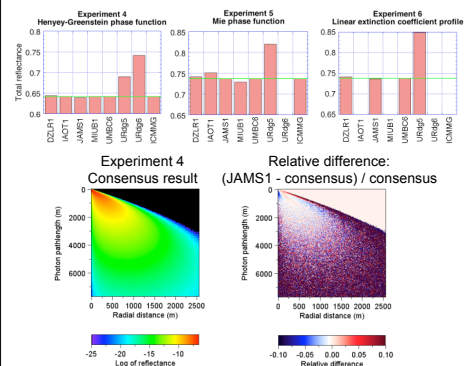 Experiment 4
Henyey-Greenstein phase function
Total reflectance
0.8
0.75
0.7
0.65
0.6
DZLR1
IAOT1
JAMS1
MIUB1
UMBC6
URdg5
URdg6
ICMMG
Experiment 5
Mie phase function
0.85
0.8
0.75
0.7
0.65
DZLR1
IAOT1
JAMS1
MIUB1
UMBC6
URdg5
URdg6
ICMMG
Experiment 6
Linear extinction coefficient profile
0.85
0.8
0.75
0.7
0.65
DZLR1
IAOT1
JAMS1
MIUB1
UMBC6
URdg5
URdg6
ICMMG
Experiment 4
Consensus result
Photon pathlength (m)
0
2000
4000
6000
0 500 1000 1500 2000 2500
Radial distance (m)
-25 -20 -15 -10
Log of reflectance
Relative difference:
(JAMS1 - consensus) / consensus
Photon pathlength (m)
0
2000
4000
6000
0 500 1000 1500 2000 2500
Radial distance (m)
-0.10 -0.05 0.00 0.05 0.10
Relative difference